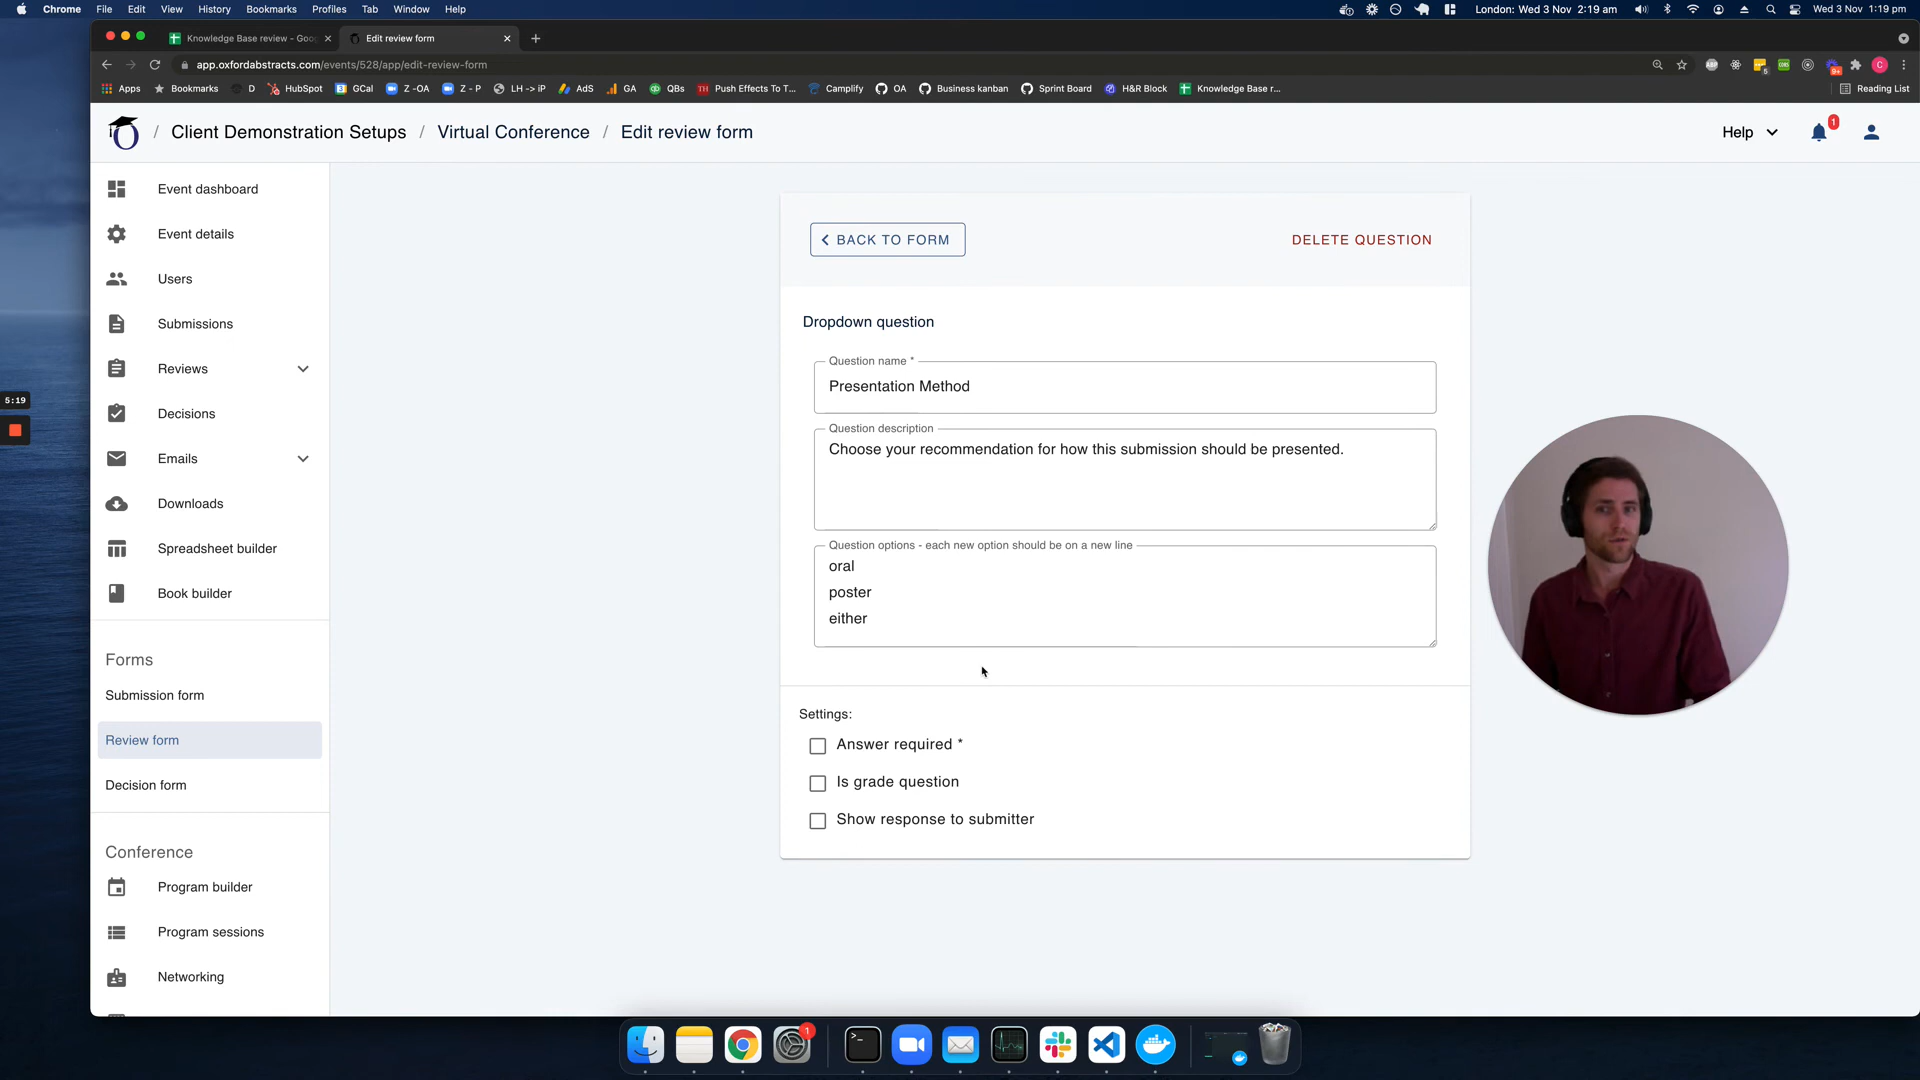 Chrome File Edit View History Bookmarks Profiles Tab Window Help
London: Wed 3 Nov 2:19 am
Wed 3 Nov 1:19 pm
Knowledge Base review - Goo
Edit review form
app.oxfordabstracts.com/events/528/app/edit-review-form
Apps Bookmarks D HubSpot GCal Z -OA Z - P LH -> iP AdS GA QBs Push Effects To T... Camplify OA Business kanban Sprint Board H&R Block Knowledge Base r... Reading List
/ Client Demonstration Setups / Virtual Conference / Edit review form
Help
1
Event dashboard
Event details
Users
Submissions
Reviews
Decisions
Emails
Downloads
Spreadsheet builder
Book builder
Forms
Submission form
Review form
Decision form
Conference
Program builder
Program sessions
Networking
5:19
BACK TO FORM
DELETE QUESTION
Dropdown question
Question name *
Presentation Method
Question description
Choose your recommendation for how this submission should be presented.
Question options - each new option should be on a new line
oral
poster
either
Settings:
Answer required *
Is grade question
Show response to submitter
1